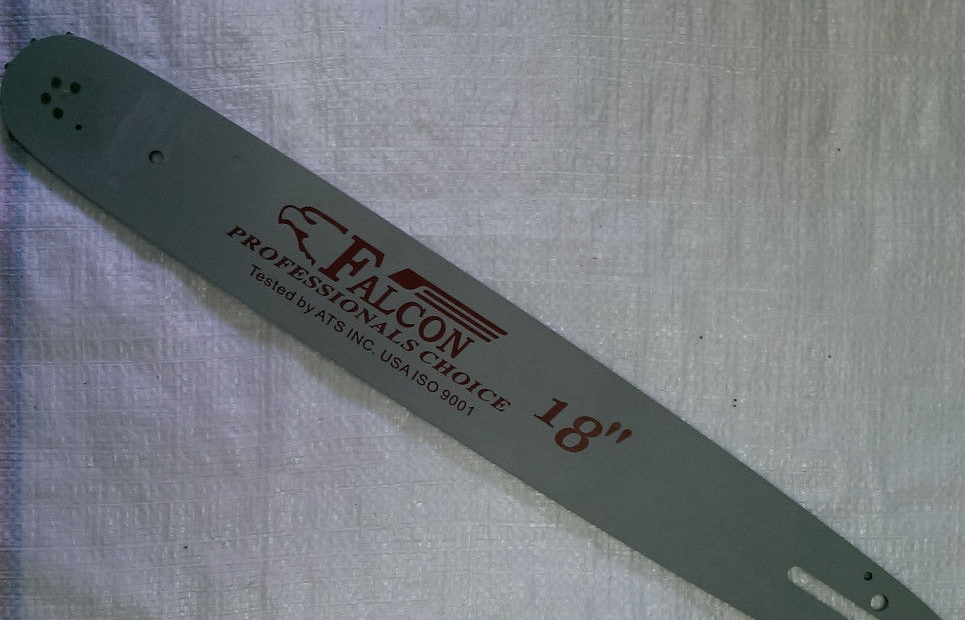 FALCON
PROFESSIONALS CHOICE
Tested by ATS INC. USA ISO 9001
18"